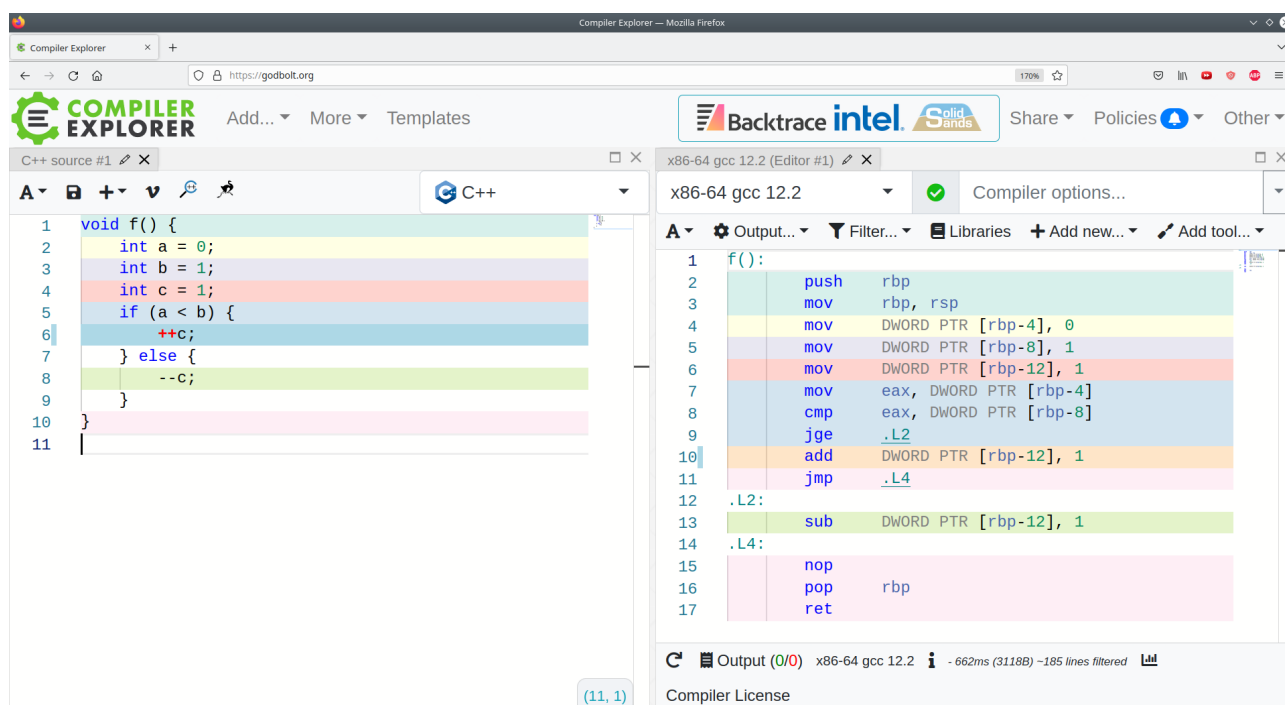 Compiler Explorer — Mozilla Firefox
Compiler Explorer × +
https://godbolt.org 170% ABP
COMPILER EXPLORER Add... More Templates Backtrace intel. Solid Sands Share Policies Other
C++ source #1
x86-64 gcc 12.2 (Editor #1)
A C++
x86-64 gcc 12.2 Compiler options...
A Output... Filter... Libraries Add new... Add tool...
1 void f() {
2     int a = 0;
3     int b = 1;
4     int c = 1;
5     if (a < b) {
6         ++c;
7     } else {
8         --c;
9     }
10 }
11
(11, 1)
1 f():
2         push    rbp
3         mov     rbp, rsp
4         mov     DWORD PTR [rbp-4], 0
5         mov     DWORD PTR [rbp-8], 1
6         mov     DWORD PTR [rbp-12], 1
7         mov     eax, DWORD PTR [rbp-4]
8         cmp     eax, DWORD PTR [rbp-8]
9         jge     .L2
10         add     DWORD PTR [rbp-12], 1
11         jmp     .L4
12 .L2:
13         sub     DWORD PTR [rbp-12], 1
14 .L4:
15         nop
16         pop     rbp
17         ret
Output (0/0) x86-64 gcc 12.2 - 662ms (3118B) ~185 lines filtered
Compiler License